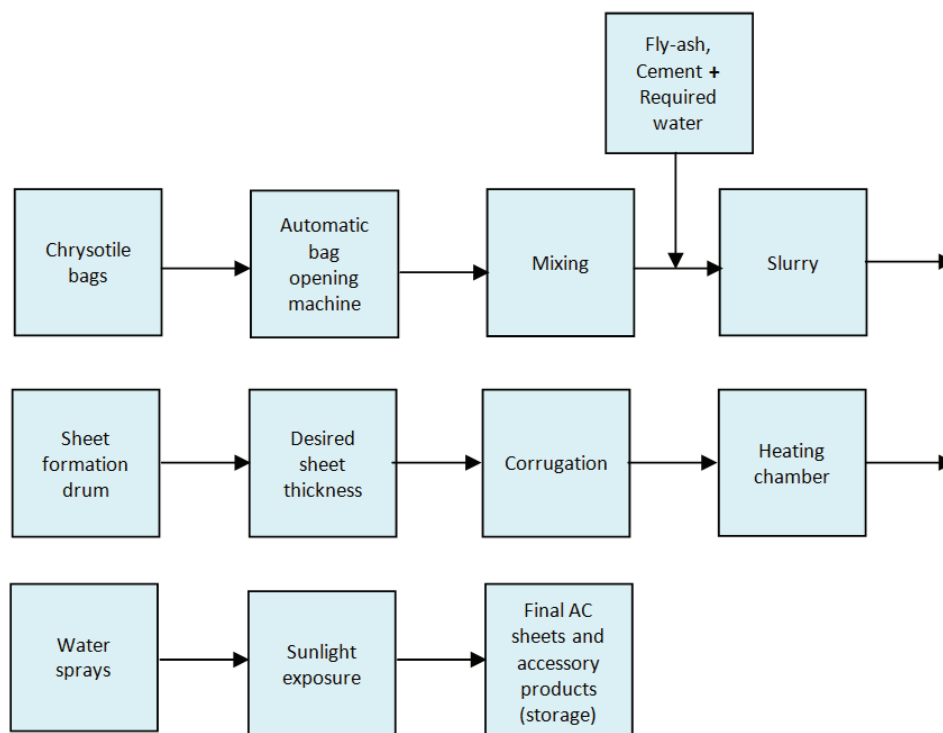 Fly-ash,
Cement +
Required
water
Chrysotile
bags
Automatic
bag
opening
machine
Mixing
Slurry
Sheet
formation
drum
Desired
sheet
thickness
Corrugation
Heating
chamber
Water
sprays
Sunlight
exposure
Final AC
sheets and
accessory
products
(storage)